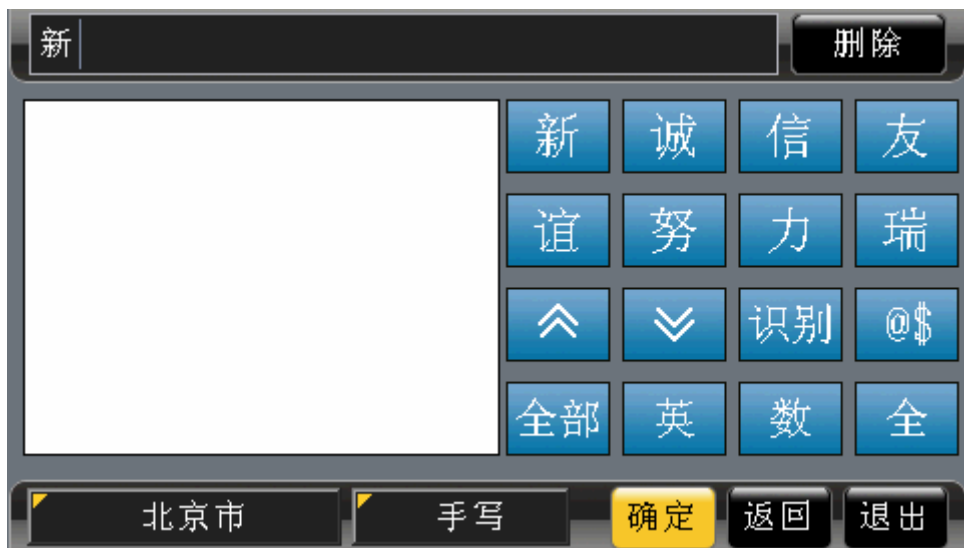 新 删除
新 诚 信 友
谊 努 力 瑞
识别 @$
全部 英 数 全
北京市 手写 确定 返回 退出